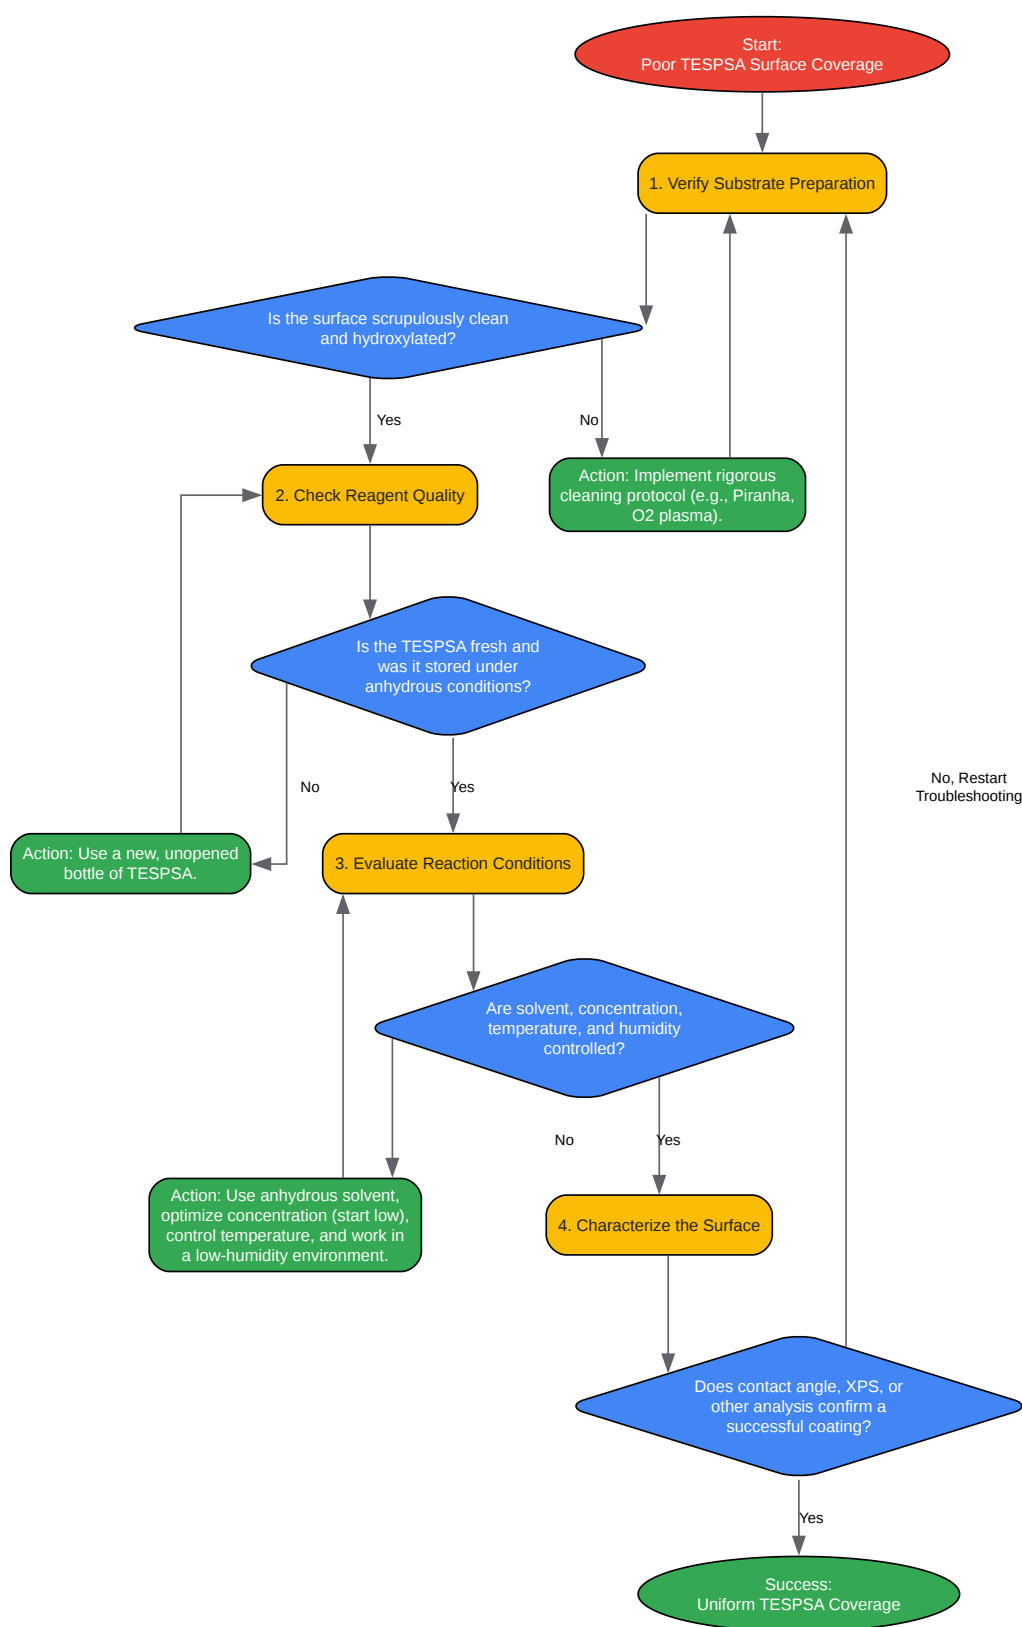 Start:
Poor TESPSA Surface Coverage
1. Verify Substrate Preparation
Is the surface scrupulously clean
and hydroxylated?
Yes
No
2. Check Reagent Quality
Action: Implement rigorous
cleaning protocol (e.g., Piranha,
O2 plasma).
Is the TESPSA fresh and
was it stored under
anhydrous conditions?
No
Yes
No, Restart
Troubleshooting
Action: Use a new, unopened
bottle of TESPSA.
3. Evaluate Reaction Conditions
Are solvent, concentration,
temperature, and humidity
controlled?
No
Yes
Action: Use anhydrous solvent,
optimize concentration (start low),
control temperature, and work in
a low-humidity environment.
4. Characterize the Surface
Does contact angle, XPS, or
other analysis confirm a
successful coating?
Yes
Success:
Uniform TESPSA Coverage